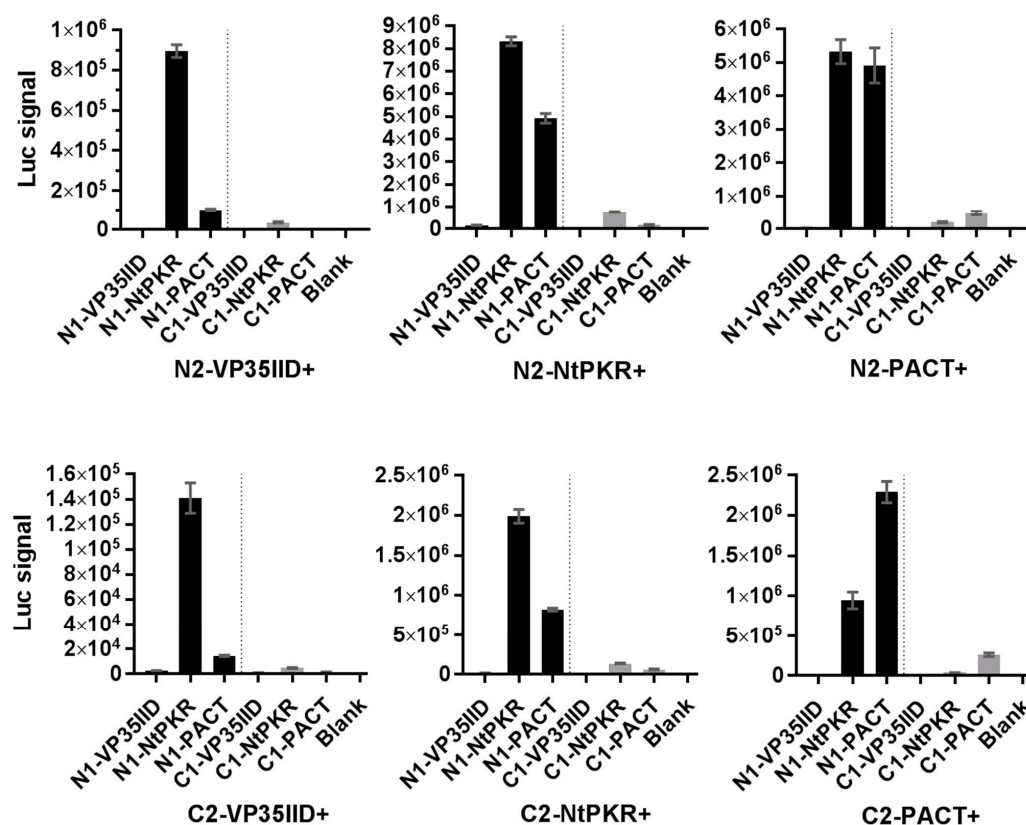 Luc signal
1×10⁶
8×10⁵
6×10⁵
4×10⁵
2×10⁵
0
N1-VP35IID
N1-NtPKR
N1-PACT
C1-VP35IID
C1-NtPKR
C1-PACT
Blank
N2-VP35IID+
9×10⁶
8×10⁶
7×10⁶
6×10⁶
5×10⁶
4×10⁶
3×10⁶
2×10⁶
1×10⁶
0
N1-VP35IID
N1-NtPKR
N1-PACT
C1-VP35IID
C1-NtPKR
C1-PACT
Blank
N2-NtPKR+
6×10⁶
5×10⁶
4×10⁶
3×10⁶
2×10⁶
1×10⁶
0
N1-VP35IID
N1-NtPKR
N1-PACT
C1-VP35IID
C1-NtPKR
C1-PACT
Blank
N2-PACT+
Luc signal
1.6×10⁵
1.4×10⁵
1.2×10⁵
1×10⁵
8×10⁴
6×10⁴
4×10⁴
2×10⁴
0
N1-VP35IID
N1-NtPKR
N1-PACT
C1-VP35IID
C1-NtPKR
C1-PACT
Blank
C2-VP35IID+
2.5×10⁶
2×10⁶
1.5×10⁶
1×10⁶
5×10⁵
0
N1-VP35IID
N1-NtPKR
N1-PACT
C1-VP35IID
C1-NtPKR
C1-PACT
Blank
C2-NtPKR+
2.5×10⁶
2×10⁶
1.5×10⁶
1×10⁶
5×10⁵
0
N1-VP35IID
N1-NtPKR
N1-PACT
C1-VP35IID
C1-NtPKR
C1-PACT
Blank
C2-PACT+